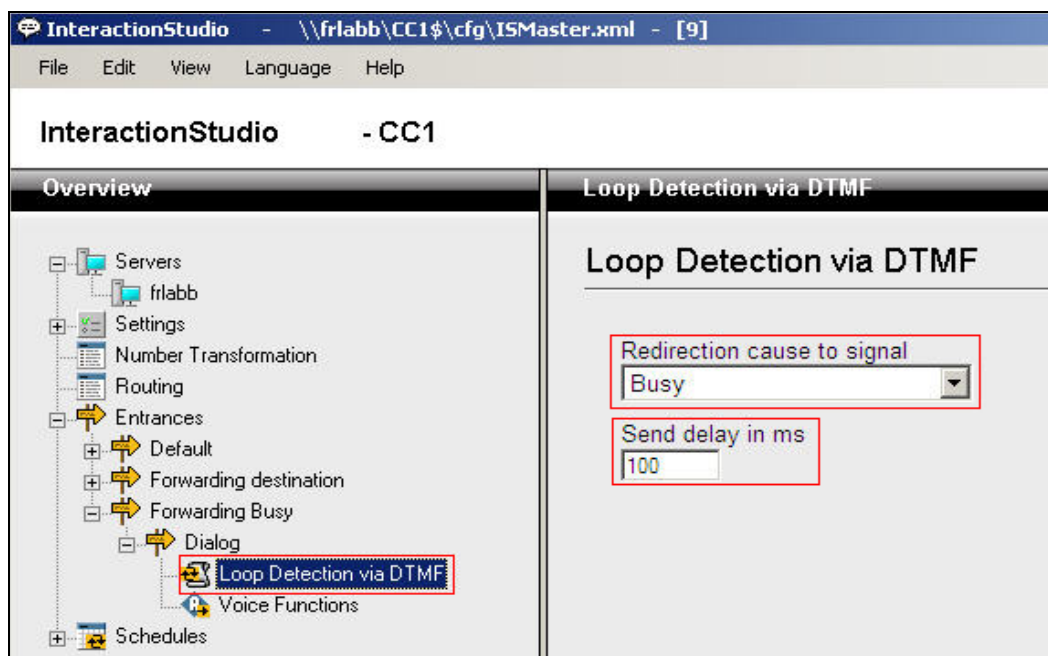 InteractionStudio - \\frlabb\CC1$\cfg\ISMaster.xml - [9]
File Edit View Language Help
InteractionStudio - CC1
Overview
Servers
frlabb
Settings
Number Transformation
Routing
Entrances
Default
Forwarding destination
Forwarding Busy
Dialog
Loop Detection via DTMF
Voice Functions
Schedules
Loop Detection via DTMF
Loop Detection via DTMF
Redirection cause to signal
Busy
Send delay in ms
100